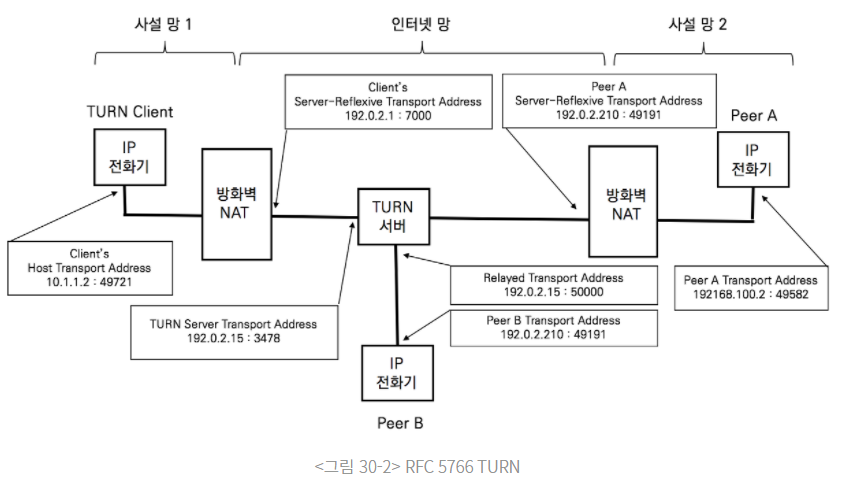 사설 망 1
인터넷 망
사설 망 2
Client's
Server-Reflexive Transport Address
192.0.2.1 : 7000
Peer A
Server-Reflexive Transport Address
192.0.2.210 : 49191
TURN Client
Peer A
IP
전화기
방화벽
NAT
TURN
서버
방화벽
NAT
IP
전화기
Client's
Host Transport Address
10.1.1.2 : 49721
Relayed Transport Address
192.0.2.15 : 50000
Peer A Transport Address
192168.100.2 : 49582
TURN Server Transport Address
192.0.2.15 : 3478
Peer B Transport Address
192.0.2.210 : 49191
IP
전화기
Peer B
<그림 30-2> RFC 5766 TURN